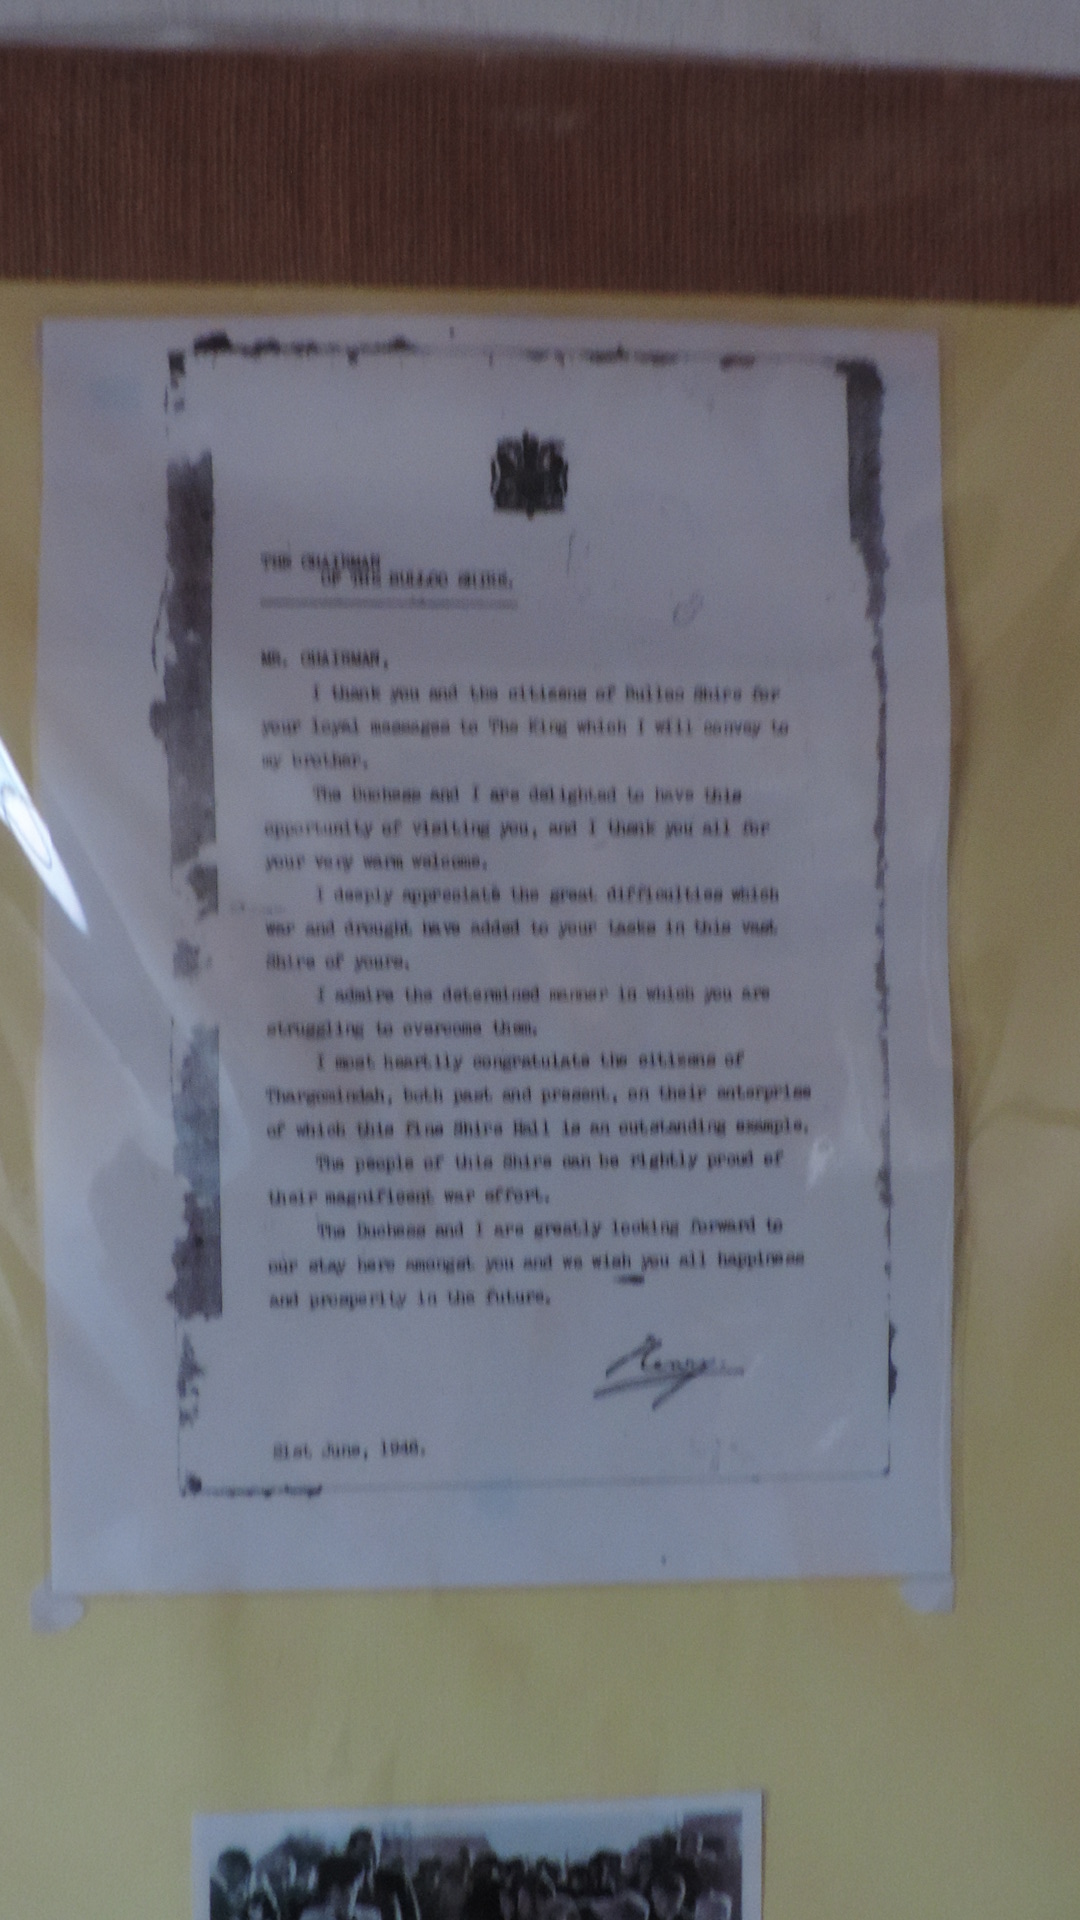 THE CHAIRMAN
OF THE BULLOO SHIRE.
MR. CHAIRMAN,
I thank you and the citizens of Bulloo Shire for
your loyal messages to The King which I will convey to
my brother.
The Duchess and I are delighted to have this
opportunity of visiting you, and I thank you all for
your very warm welcome.
I deeply appreciate the great difficulties which
war and drought have added to your tasks in this vast
Shire of yours.
I admire the determined manner in which you are
struggling to overcome them.
I most heartily congratulate the citizens of
Thargomindah, both past and present, on their enterprise
of which this fine Shire Hall is an outstanding example.
The people of this Shire can be rightly proud of
their magnificent war effort.
The Duchess and I are greatly looking forward to
our stay here amongst you and we wish you all happiness
and prosperity in the future.
Henry.
21st June, 1946.